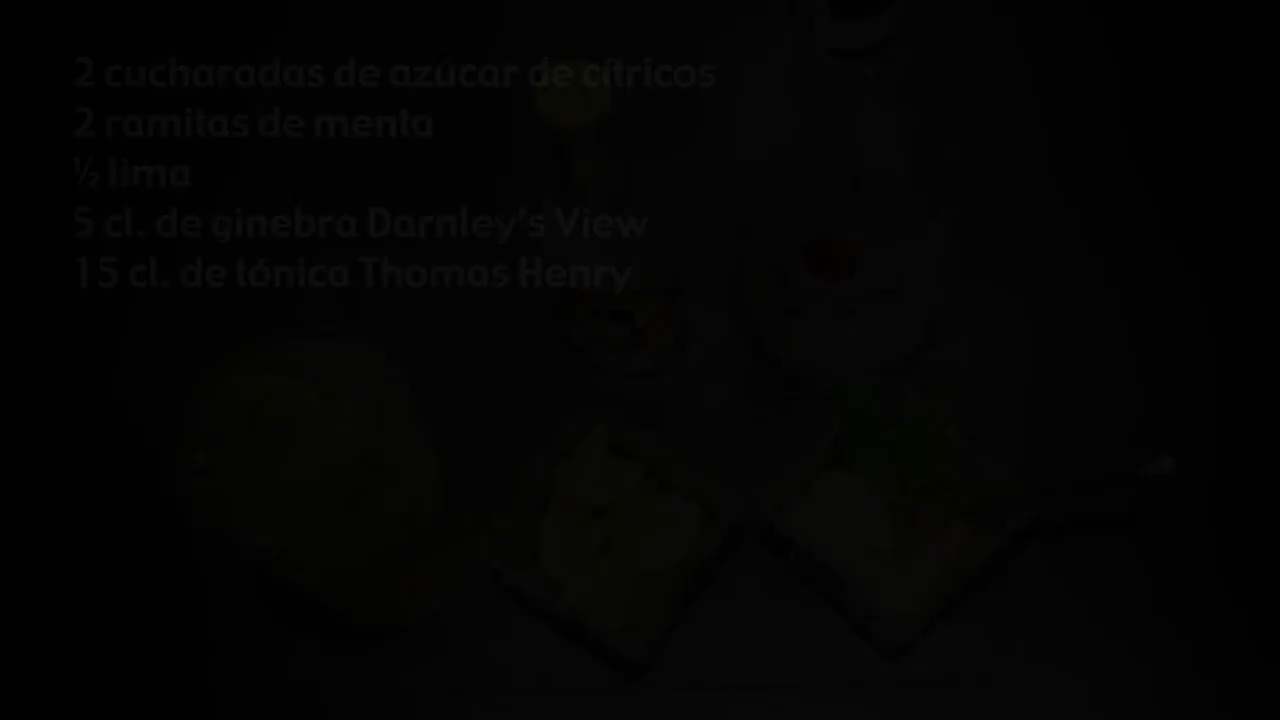 2 cucharadas de azúcar de cítricos
2 ramitas de menta
½ lima
5 cl. de ginebra Darnley's View
15 cl. de tónica Thomas Henry